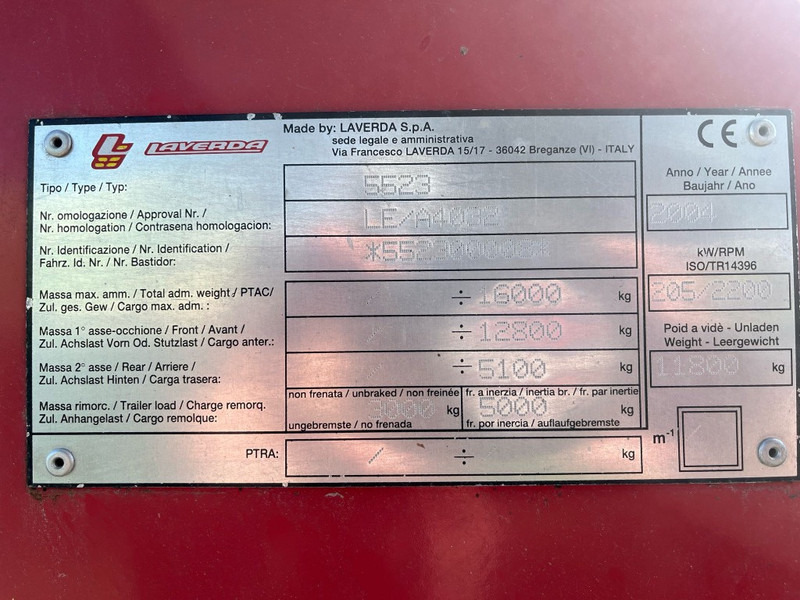 LAVERDA
Made by: LAVERDA S.p.A.
sede legale e amministrativa
Via Francesco LAVERDA 15/17 - 36042 Breganze (VI) - ITALY
CE
Tipo / Type / Typ:
5523
Nr. omologazione / Approval Nr. /
Nr. homologation / Contrasena homologacion:
LE/A4032
Nr. Identificazione / Nr. Identification /
Fahrz. Id. Nr. / Nr. Bastidor:
Anno / Year / Annee
Baujahr / Ano
2004
kW/RPM
ISO/TR14396
205/2200
Poid a vidè - Unladen
Weight - Leergewicht
11800 kg
Massa max. amm. / Total adm. weight / PTAC/
Zul. ges. Gew / Cargo max. adm. :
/ ÷ 16000 kg
Massa 1° asse-occhione / Front / Avant /
Zul. Achslast Vorn Od. Stutzlast / Cargo anter.:
/ ÷ 12800 kg
Massa 2° asse / Rear / Arriere /
Zul. Achslast Hinten / Carga trasera:
÷ 5100 kg
Massa rimorc. / Trailer load / Charge remorq.
Zul. Anhangelast / Cargo remolque:
non frenata / unbraked / non freinée
3000 kg
ungebremste / no frenada
fr. a inerzia / inertia br. / fr. par inertie
5000 kg
fr. por inercia / auflaufgebremste
PTRA:
/ ÷ kg
m-1
/